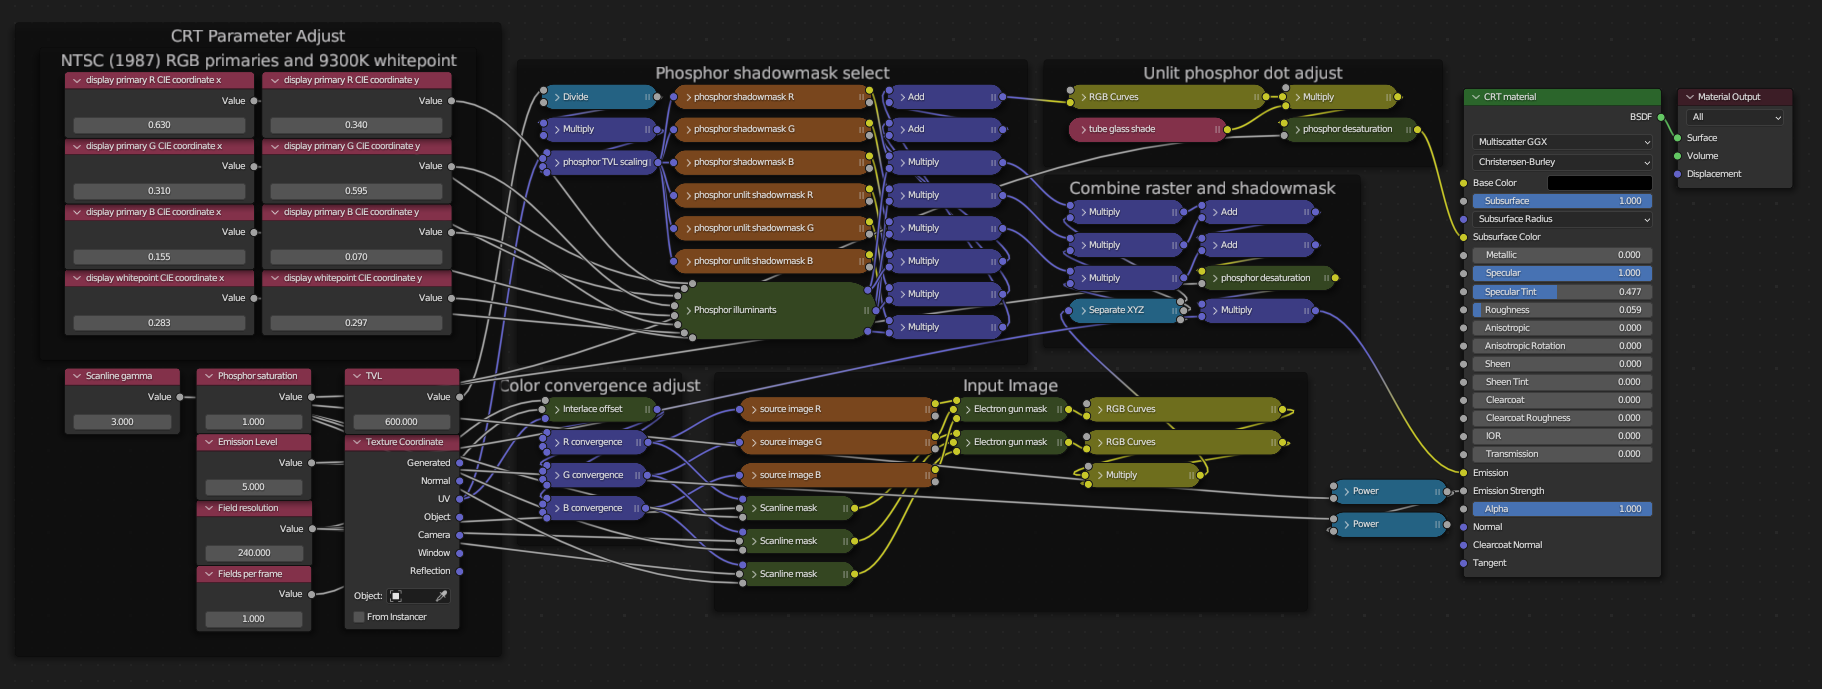 CRT Parameter Adjust
NTSC (1987) RGB primaries and 9300K whitepoint
display primary R CIE coordinate x
Value
0.630
display primary R CIE coordinate y
Value
0.340
display primary G CIE coordinate x
Value
0.310
display primary G CIE coordinate y
Value
0.595
display primary B CIE coordinate x
Value
0.155
display primary B CIE coordinate y
Value
0.070
display whitepoint CIE coordinate x
Value
0.283
display whitepoint CIE coordinate y
Value
0.297
Scanline gamma
Value
3.000
Phosphor saturation
Value
1.000
Emission Level
Value
5.000
Field resolution
Value
240.000
Fields per frame
Value
1.000
TVL
Value
600.000
Texture Coordinate
Generated
Normal
UV
Object
Camera
Window
Reflection
Object:
From Instancer
Phosphor shadowmask select
Divide
Multiply
phosphor TVL scaling
phosphor shadowmask R
phosphor shadowmask G
phosphor shadowmask B
phosphor unlit shadowmask R
phosphor unlit shadowmask G
phosphor unlit shadowmask B
Phosphor illuminants
Add
Add
Multiply
Multiply
Multiply
Multiply
Multiply
Multiply
Unlit phosphor dot adjust
RGB Curves
Multiply
tube glass shade
phosphor desaturation
Combine raster and shadowmask
Multiply
Add
Multiply
Add
Multiply
phosphor desaturation
Separate XYZ
Multiply
Color convergence adjust
Interlace offset
R convergence
G convergence
B convergence
Input Image
source image R
source image G
source image B
Scanline mask
Scanline mask
Scanline mask
Electron gun mask
Electron gun mask
RGB Curves
RGB Curves
Multiply
Power
Power
CRT material
BSDF
Multiscatter GGX
Christensen-Burley
Base Color
Subsurface 1.000
Subsurface Radius
Subsurface Color
Metallic 0.000
Specular 1.000
Specular Tint 0.477
Roughness 0.059
Anisotropic 0.000
Anisotropic Rotation 0.000
Sheen 0.000
Sheen Tint 0.000
Clearcoat 0.000
Clearcoat Roughness 0.000
IOR 0.000
Transmission 0.000
Emission
Emission Strength
Alpha 1.000
Normal
Clearcoat Normal
Tangent
Material Output
All
Surface
Volume
Displacement